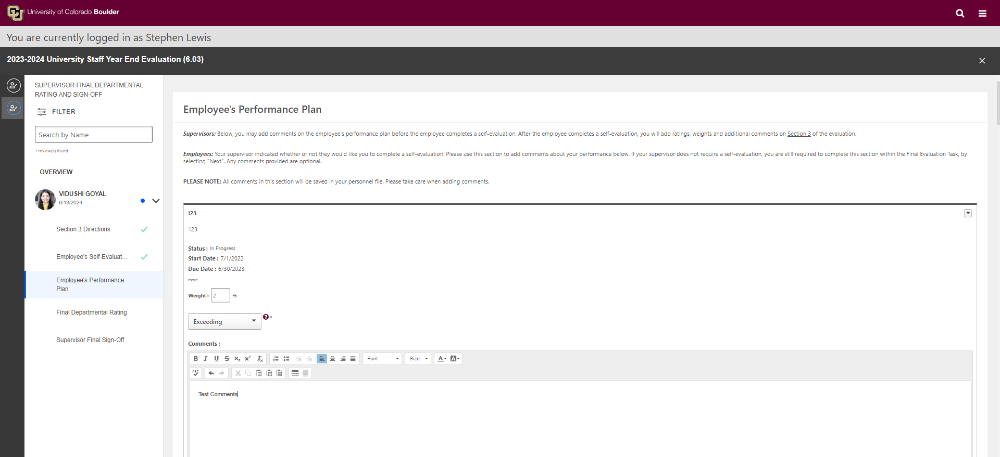 University of Colorado Boulder
You are currently logged in as Stephen Lewis
2023-2024 University Staff Year End Evaluation (6.03)
SUPERVISOR FINAL DEPARTMENTAL
RATING AND SIGN-OFF
FILTER
Search by Name
1 review(s) found
OVERVIEW
VIDUSHI GOYAL
6/13/2024
Section 3 Directions
Employee's Self-Evaluat...
Employee's Performance
Plan
Final Departmental Rating
Supervisor Final Sign-Off
Employee's Performance Plan
Supervisors: Below, you may add comments on the employee's performance plan before the employee completes a self-evaluation. After the employee completes a self-evaluation, you will add ratings, weights and additional comments on Section 3 of the evaluation.
Employees: Your supervisor indicated whether or not they would like you to complete a self-evaluation. Please use this section to add comments about your performance below. If your supervisor does not require a self-evaluation, you are still required to complete this section within the Final Evaluation Task, by
selecting "Next". Any comments provided are optional.
PLEASE NOTE: All comments in this section will be saved in your personnel file. Please take care when adding comments.
!23
123
Status : In Progress
Start Date : 7/1/2022
Due Date : 6/30/2023
more...
Weight : 2 %
Exceeding ? *
Comments :
B I U S x₂ x² Tx Font Size A A
ABC
Test Comments